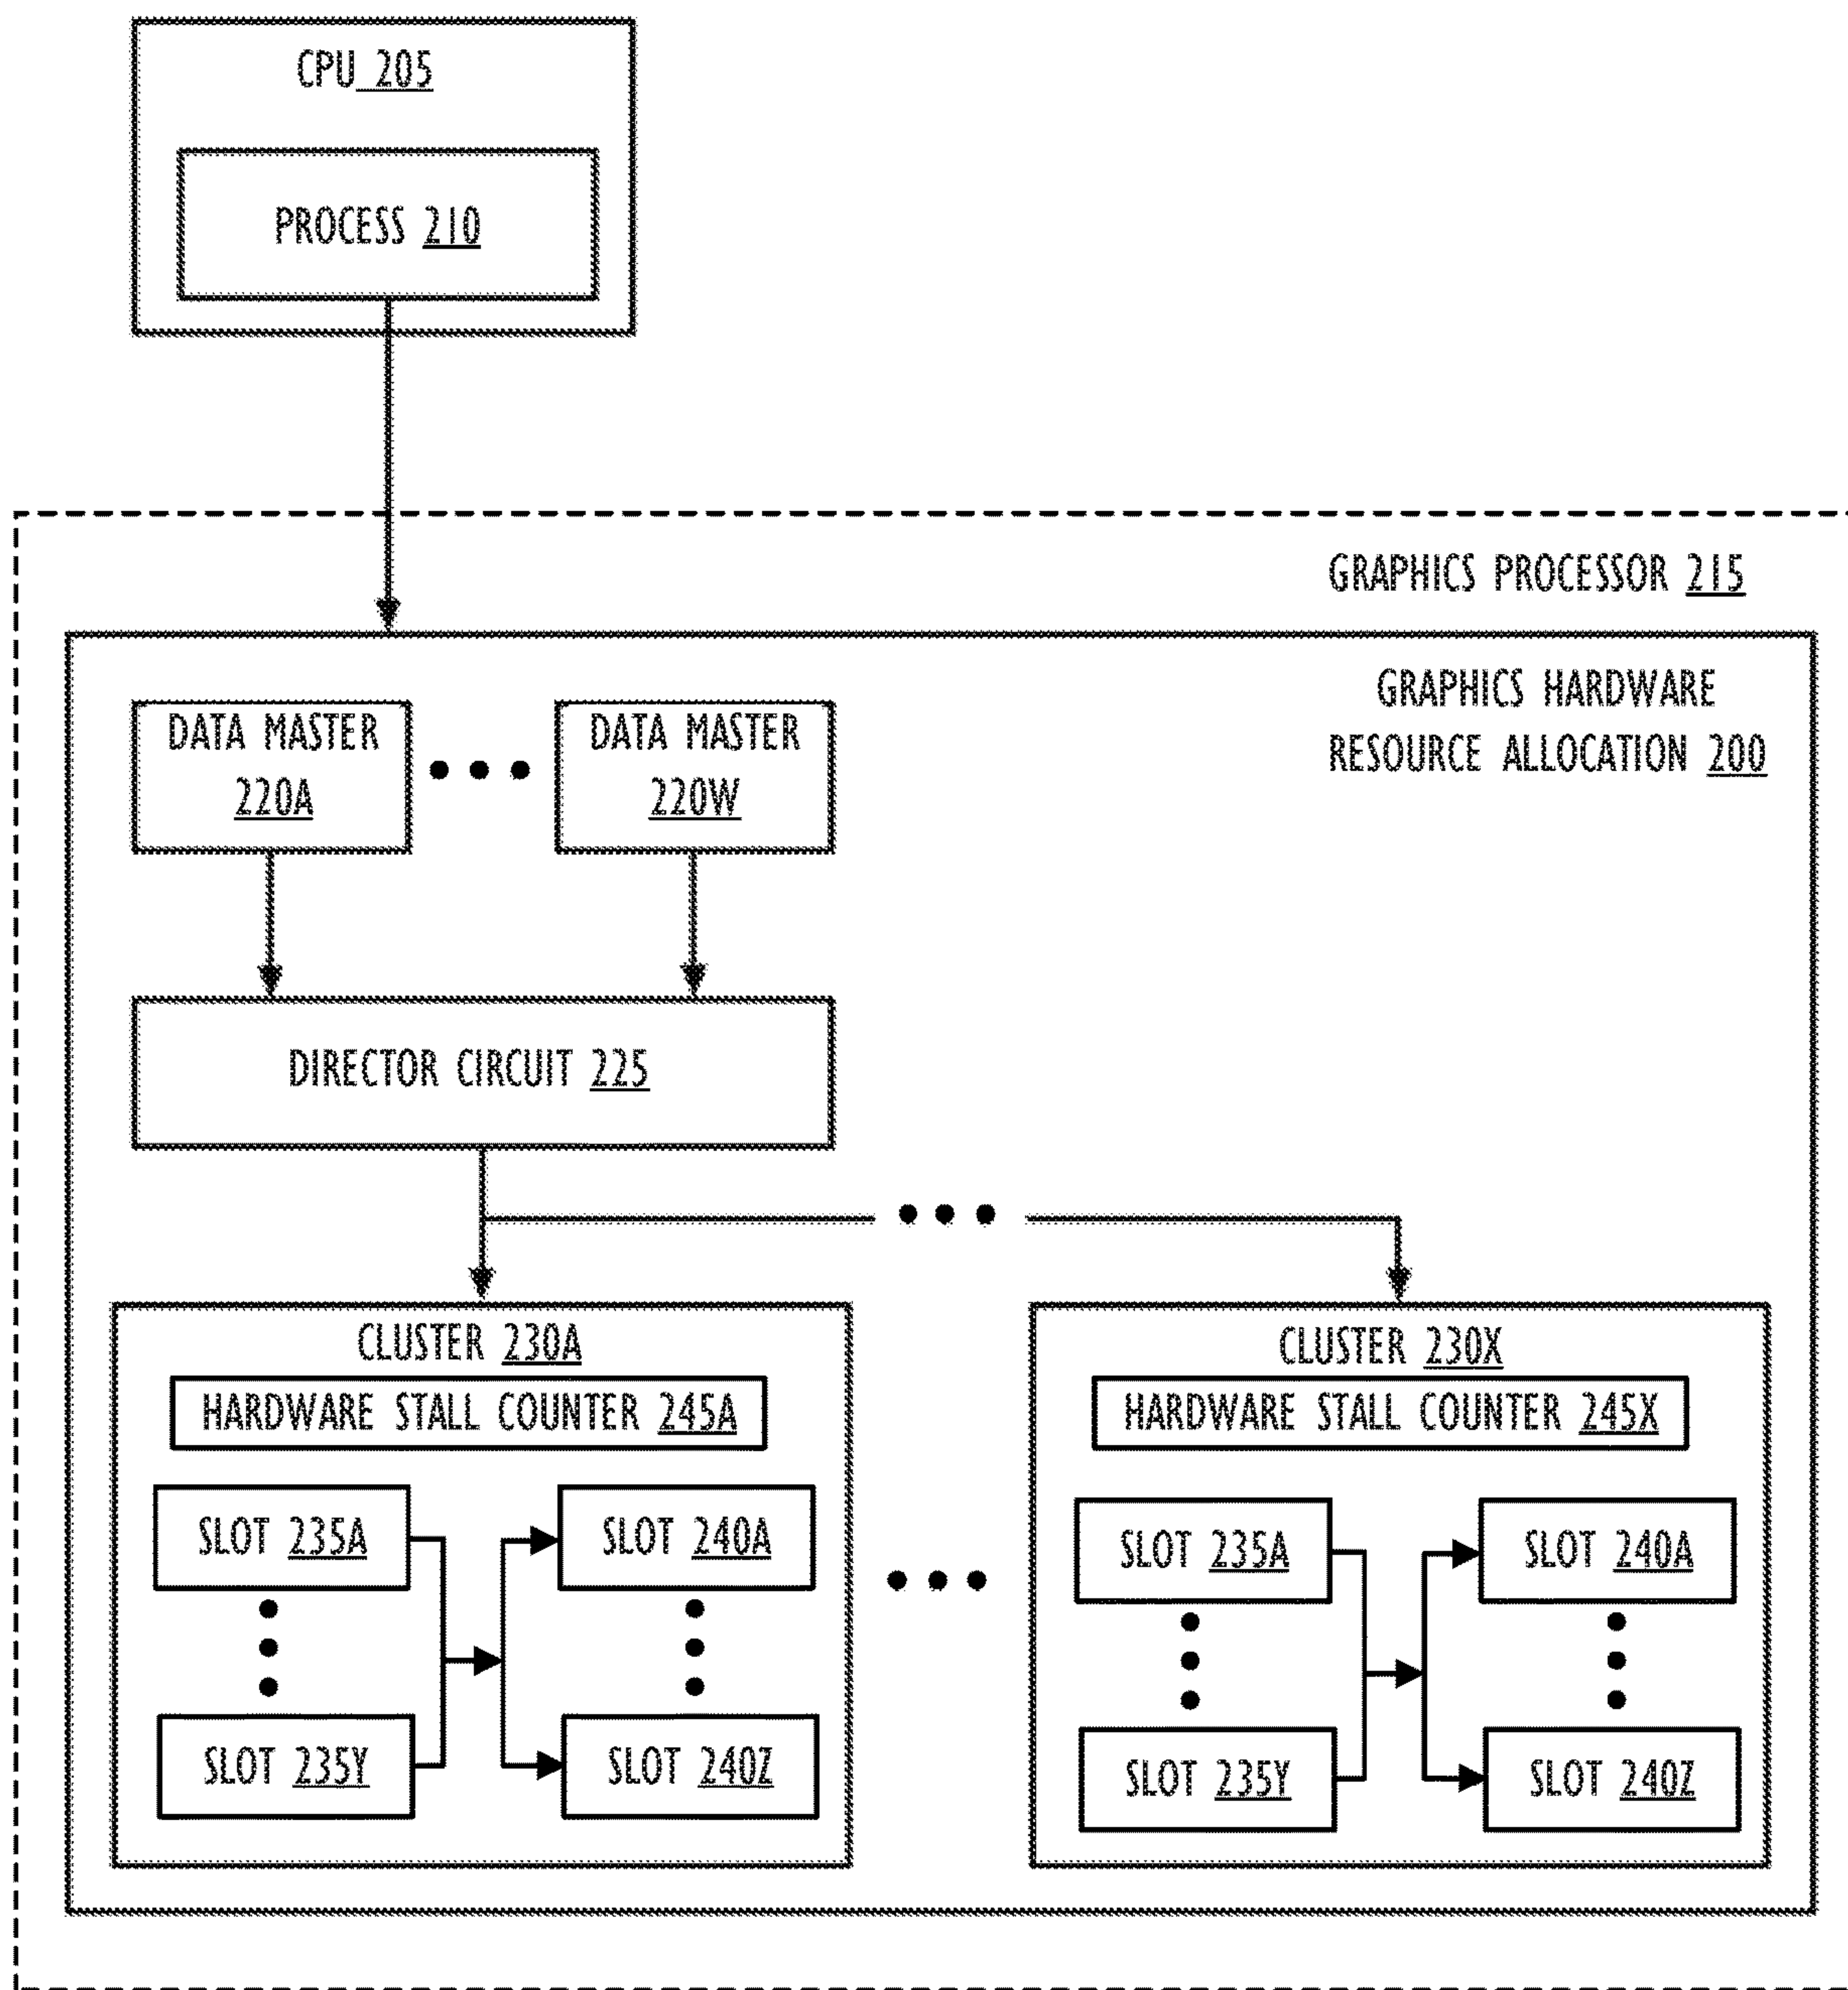 CPU 205
PROCESS 210
GRAPHICS PROCESSOR 215
GRAPHICS HARDWARE
RESOURCE ALLOCATION 200
DATA MASTER
220A
DATA MASTER
220W
DIRECTOR CIRCUIT 225
CLUSTER 230A
HARDWARE STALL COUNTER 245A
SLOT 235A
SLOT 240A
SLOT 235Y
SLOT 240Z
CLUSTER 230X
HARDWARE STALL COUNTER 245X
SLOT 235A
SLOT 240A
SLOT 235Y
SLOT 240Z